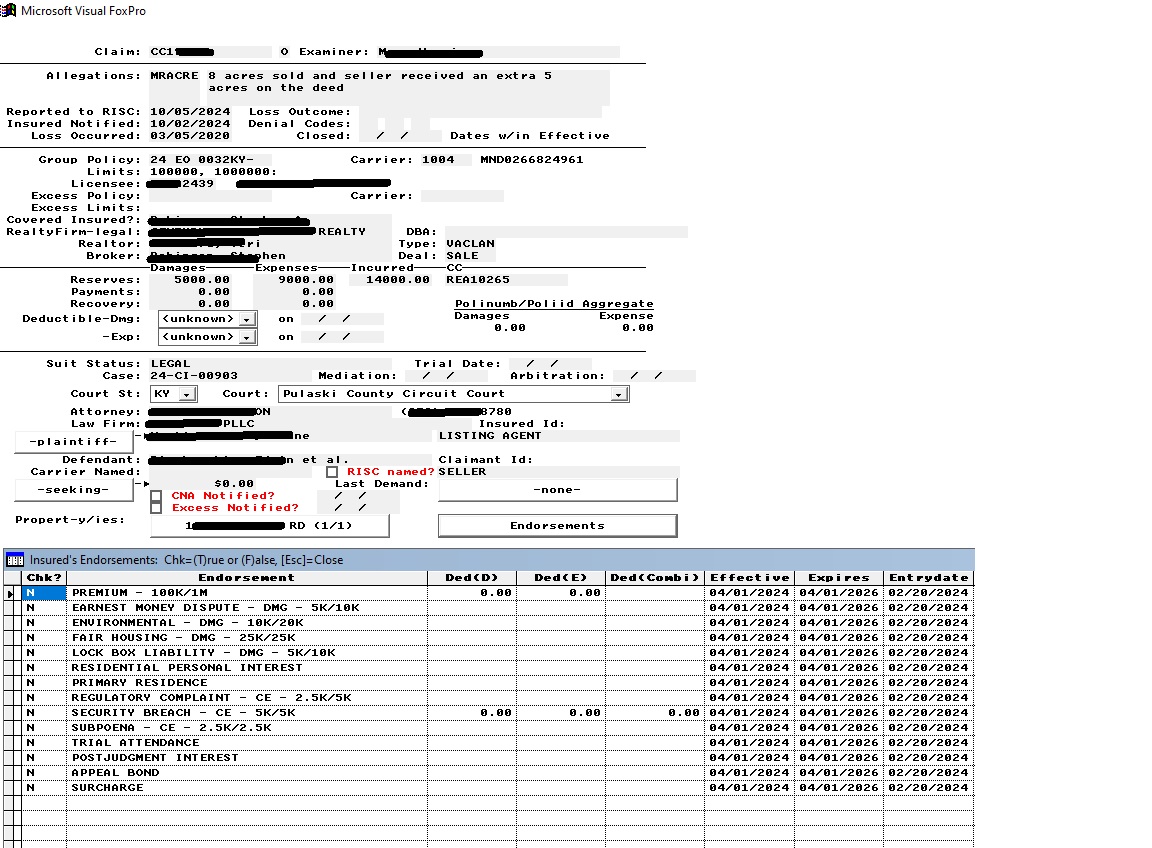 Microsoft Visual FoxPro
Claim: CC1 O Examiner: M
Allegations: MRACRE 8 acres sold and seller received an extra 5
acres on the deed
Reported to RISC: 10/05/2024 Loss Outcome:
Insured Notified: 10/02/2024 Denial Codes:
Loss Occurred: 03/05/2020 Closed: / / Dates w/in Effective
Group Policy: 24 EO 0032KY- Carrier: 1004 MND0266824961
Limits: 100000, 1000000:
Licensee: 2439
Excess Policy: Carrier:
Excess Limits:
Covered Insured?:
RealtyFirm-legal: REALTY DBA:
Realtor: ri Type: VACLAN
Broker: Stephen Deal: SALE
Damages Expenses Incurred CC
Reserves: 5000.00 9000.00 14000.00 REA10265
Payments: 0.00 0.00
Recovery: 0.00 0.00 Polinumb/Poliid Aggregate
Deductible-Dmg: <unknown> on / / Damages Expense
0.00 0.00
-Exp: <unknown> on / /
Suit Status: LEGAL Trial Date: / /
Case: 24-CI-00903 Mediation: / / Arbitration: / /
Court St: KY Court: Pulaski County Circuit Court
Attorney: ON ( 8780
Law Firm: PLLC Insured Id:
-plaintiff- ne LISTING AGENT
Defendant: n et al. Claimant Id:
Carrier Named: RISC named? SELLER
-seeking- $0.00 Last Demand: -none-
CNA Notified? / /
Excess Notified? / /
Propert-y/ies: 1 RD (1/1) Endorsements
Insured's Endorsements: Chk=(T)rue or (F)alse, [Esc]=Close
Chk? Endorsement Ded(D) Ded(E) Ded(Combi) Effective Expires Entrydate
N PREMIUM - 100K/1M 0.00 0.00 04/01/2024 04/01/2026 02/20/2024
N EARNEST MONEY DISPUTE - DMG - 5K/10K 04/01/2024 04/01/2026 02/20/2024
N ENVIRONMENTAL - DMG - 10K/20K 04/01/2024 04/01/2026 02/20/2024
N FAIR HOUSING - DMG - 25K/25K 04/01/2024 04/01/2026 02/20/2024
N LOCK BOX LIABILITY - DMG - 5K/10K 04/01/2024 04/01/2026 02/20/2024
N RESIDENTIAL PERSONAL INTEREST 04/01/2024 04/01/2026 02/20/2024
N PRIMARY RESIDENCE 04/01/2024 04/01/2026 02/20/2024
N REGULATORY COMPLAINT - CE - 2.5K/5K 04/01/2024 04/01/2026 02/20/2024
N SECURITY BREACH - CE - 5K/5K 0.00 0.00 0.00 04/01/2024 04/01/2026 02/20/2024
N SUBPOENA - CE - 2.5K/2.5K 04/01/2024 04/01/2026 02/20/2024
N TRIAL ATTENDANCE 04/01/2024 04/01/2026 02/20/2024
N POSTJUDGMENT INTEREST 04/01/2024 04/01/2026 02/20/2024
N APPEAL BOND 04/01/2024 04/01/2026 02/20/2024
N SURCHARGE 04/01/2024 04/01/2026 02/20/2024